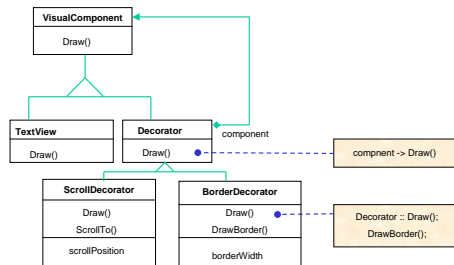 VisualComponent
Draw()
TextView
Draw()
Decorator
Draw()
component
compnent -> Draw()
ScrollDecorator
Draw()
ScrollTo()
scrollPosition
BorderDecorator
Draw()
DrawBorder()
borderWidth
Decorator :: Draw();
DrawBorder();